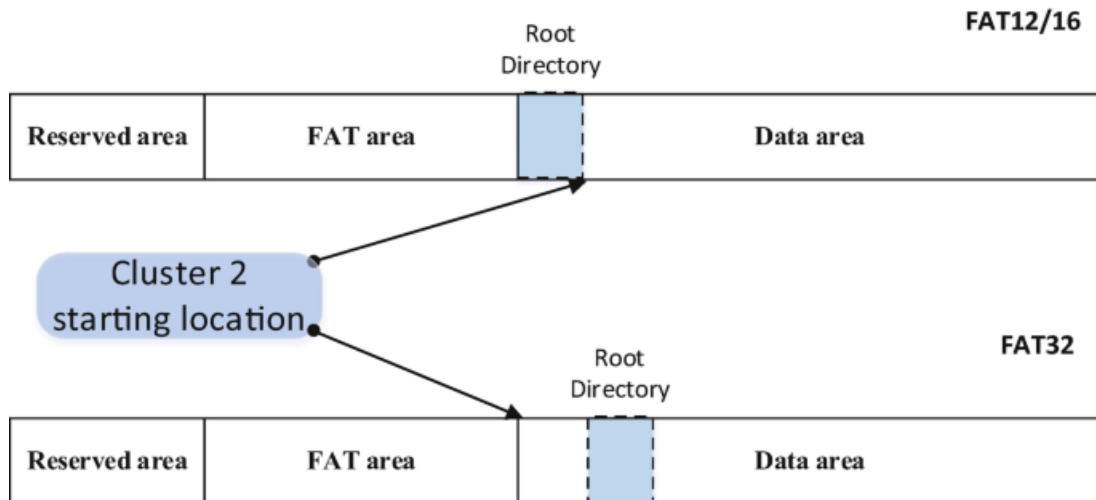 FAT12/16
Root
Directory
Reserved area FAT area Data area
Cluster 2
starting location
FAT32
Root
Directory
Reserved area FAT area Data area